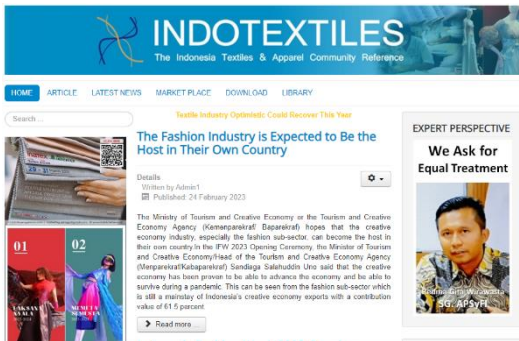 INDOTEXTILES
The Indonesia Textiles & Apparel Community Reference
HOME ARTICLE LATEST NEWS MARKET PLACE DOWNLOAD LIBRARY
Search ...
Textile Industry Optimistic Could Recover This Year
The Fashion Industry is Expected to Be the
Host in Their Own Country
Details
Written by Admin1
Published: 24 February 2023
The Ministry of Tourism and Creative Economy or the Tourism and Creative
Economy Agency (Kemenparekraf/ Baparekraf) hopes that the creative
economy industry, especially the fashion sub-sector, can become the host in
their own country.In the IFW 2023 Opening Ceremony, the Minister of Tourism
and Creative Economy/Head of the Tourism and Creative Economy Agency
(Menparekraf/Kabaparekraf) Sandiaga Salahuddin Uno said that the creative
economy has been proven to be able to advance the economy and be able to
survive during a pandemic. This can be seen from the fashion sub-sector which
is still a mainstay of Indonesia's creative economy exports with a contribution
value of 61.5 percent
Read more ...
01
02
EXPERT PERSPECTIVE
We Ask for
Equal Treatment
SG. APSyFI